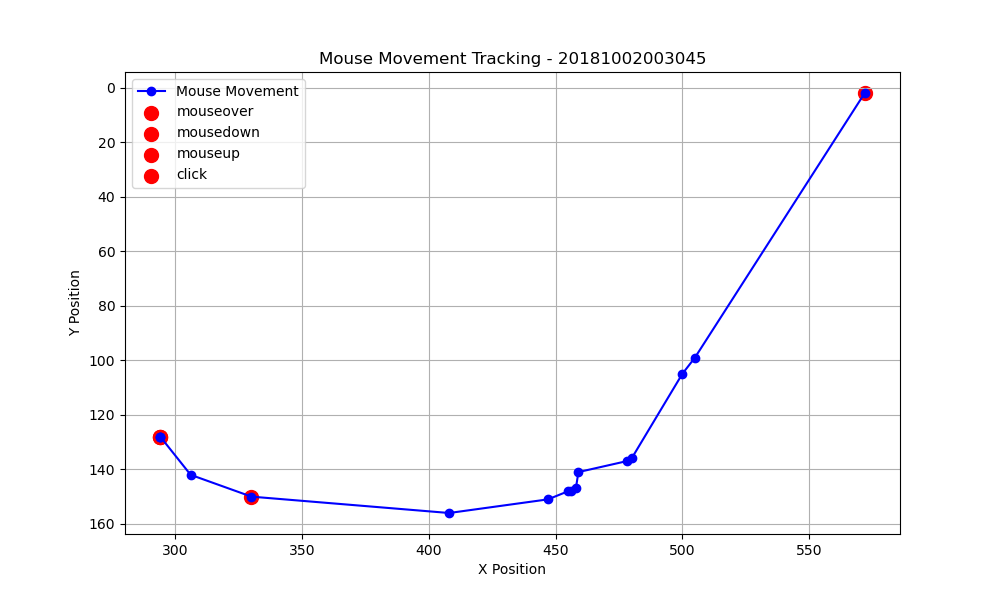 Mouse Movement Tracking - 20181002003045
Mouse Movement
mouseover
mousedown
mouseup
click
0
20
40
60
80
100
120
140
160
Y Position
300 350 400 450 500 550
X Position